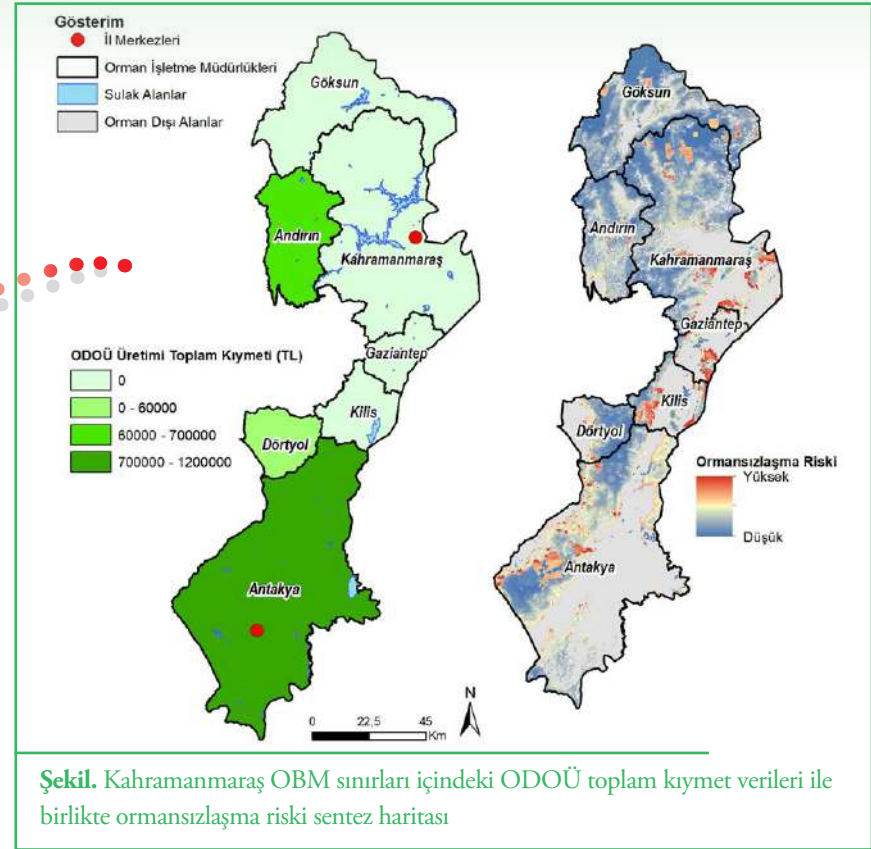 Gösterim
İl Merkezleri
Orman İşletme Müdürlükleri
Sulak Alanlar
Orman Dışı Alanlar
Göksun
Andırın
Kahramanmaraş
Gaziantep
Kilis
Dörtyol
Antakya
ODOÜ Üretimi Toplam Kıymeti (TL)
0
0 - 60000
60000 - 700000
700000 - 1200000
Göksun
Andırın
Kahramanmaraş
Gaziantep
Kilis
Dörtyol
Antakya
Ormansızlaşma Riski
Yüksek
Düşük
N
0 22,5 45
Km
Şekil. Kahramanmaraş OBM sınırları içindeki ODOÜ toplam kıymet verileri ile
birlikte ormansızlaşma riski sentez haritası